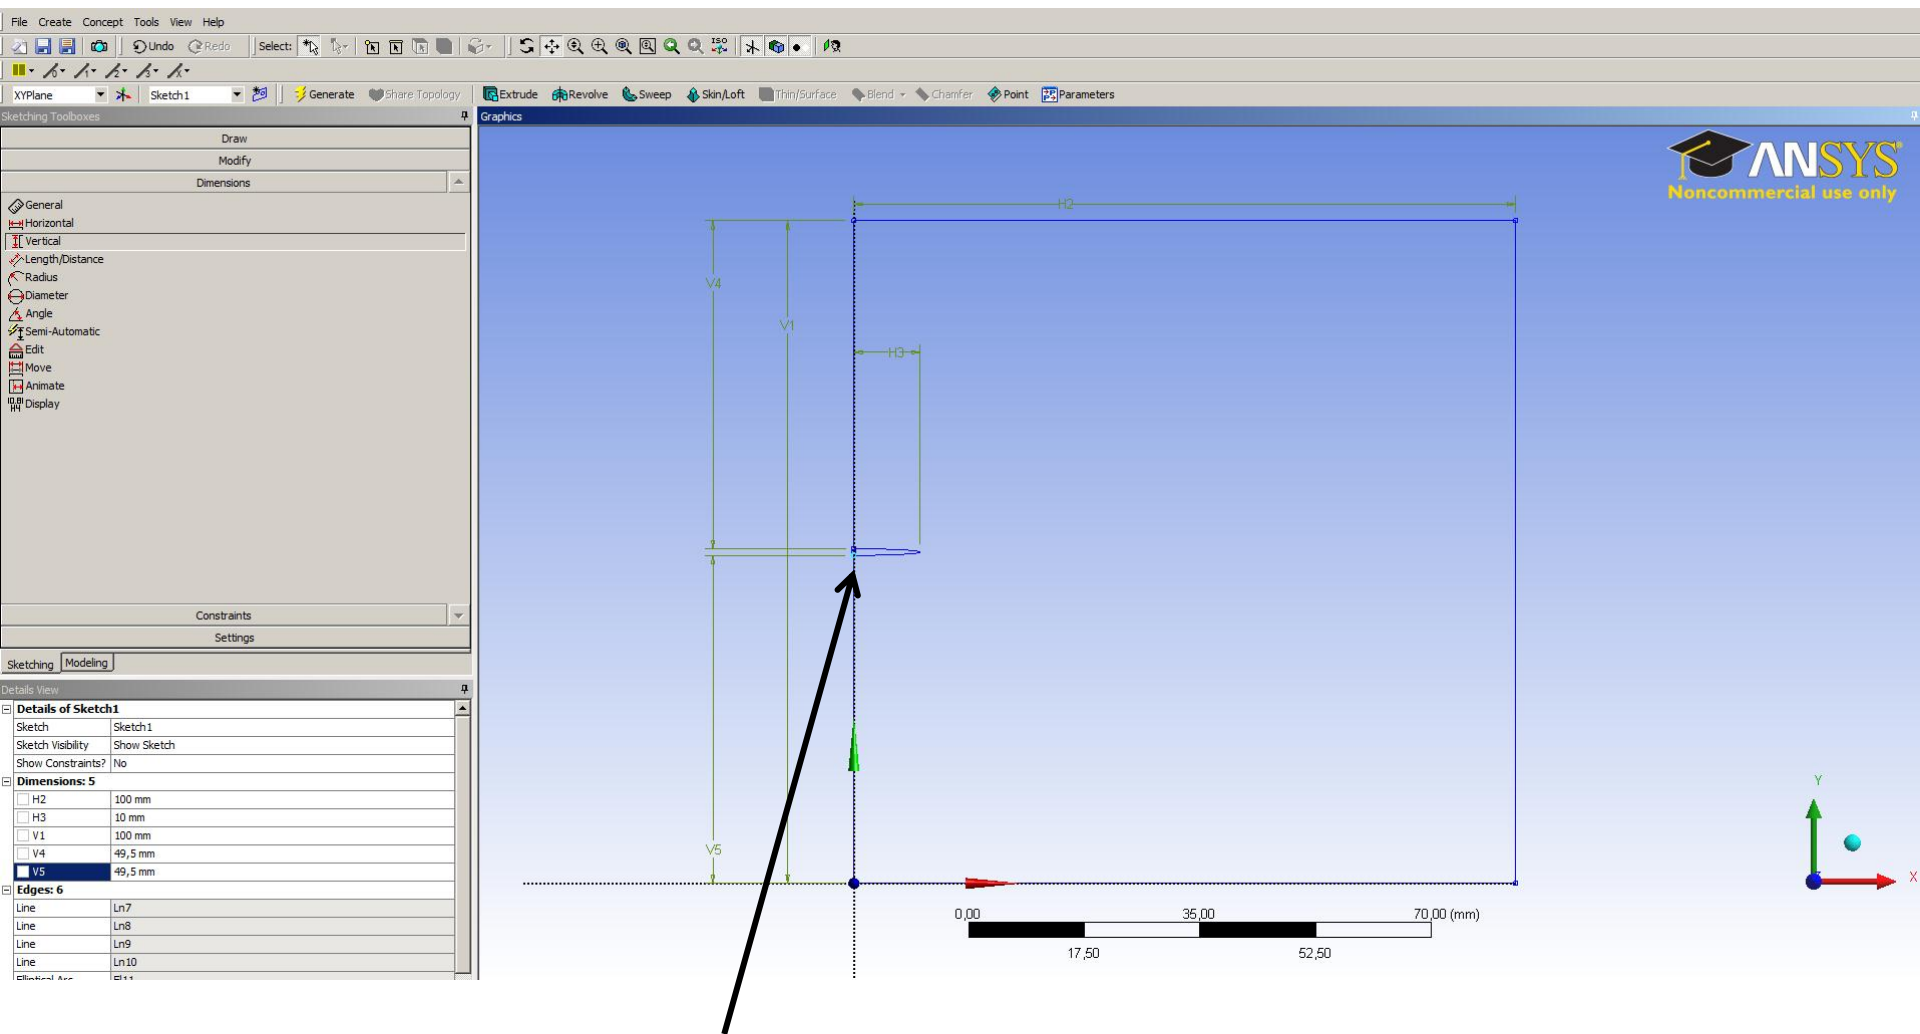 File Create Concept Tools View Help
Undo Redo Select: ISO
XYPlane Sketch1 Generate Share Topology Extrude Revolve Sweep Skin/Loft Thin/Surface Blend Chamfer Point Parameters
Sketching Toolboxes
Draw
Modify
Dimensions
General
Horizontal
Vertical
Length/Distance
Radius
Diameter
Angle
Semi-Automatic
Edit
Move
Animate
Display
Constraints
Settings
Sketching Modeling
Details View
Details of Sketch1
Sketch Sketch1
Sketch Visibility Show Sketch
Show Constraints? No
Dimensions: 5
H2 100 mm
H3 10 mm
V1 100 mm
V4 49,5 mm
V5 49,5 mm
Edges: 6
Line Ln7
Line Ln8
Line Ln9
Line Ln10
Elliptical Arc El11
Graphics
ANSYS
Noncommercial use only
H2
V4
V1
H3
V5
Y
X
0,00 35,00 70,00 (mm)
17,50 52,50